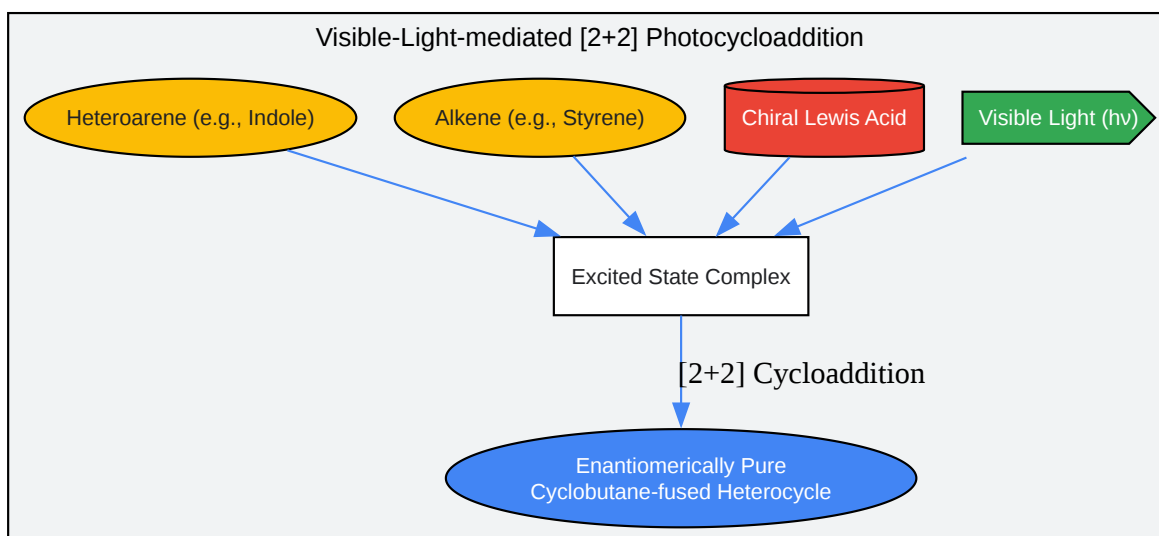 Visible-Light-mediated [2+2] Photocycloaddition
Heteroarene (e.g., Indole)
Alkene (e.g., Styrene)
Chiral Lewis Acid
Visible Light (hν)
Excited State Complex
[2+2] Cycloaddition
Enantiomerically Pure
Cyclobutane-fused Heterocycle